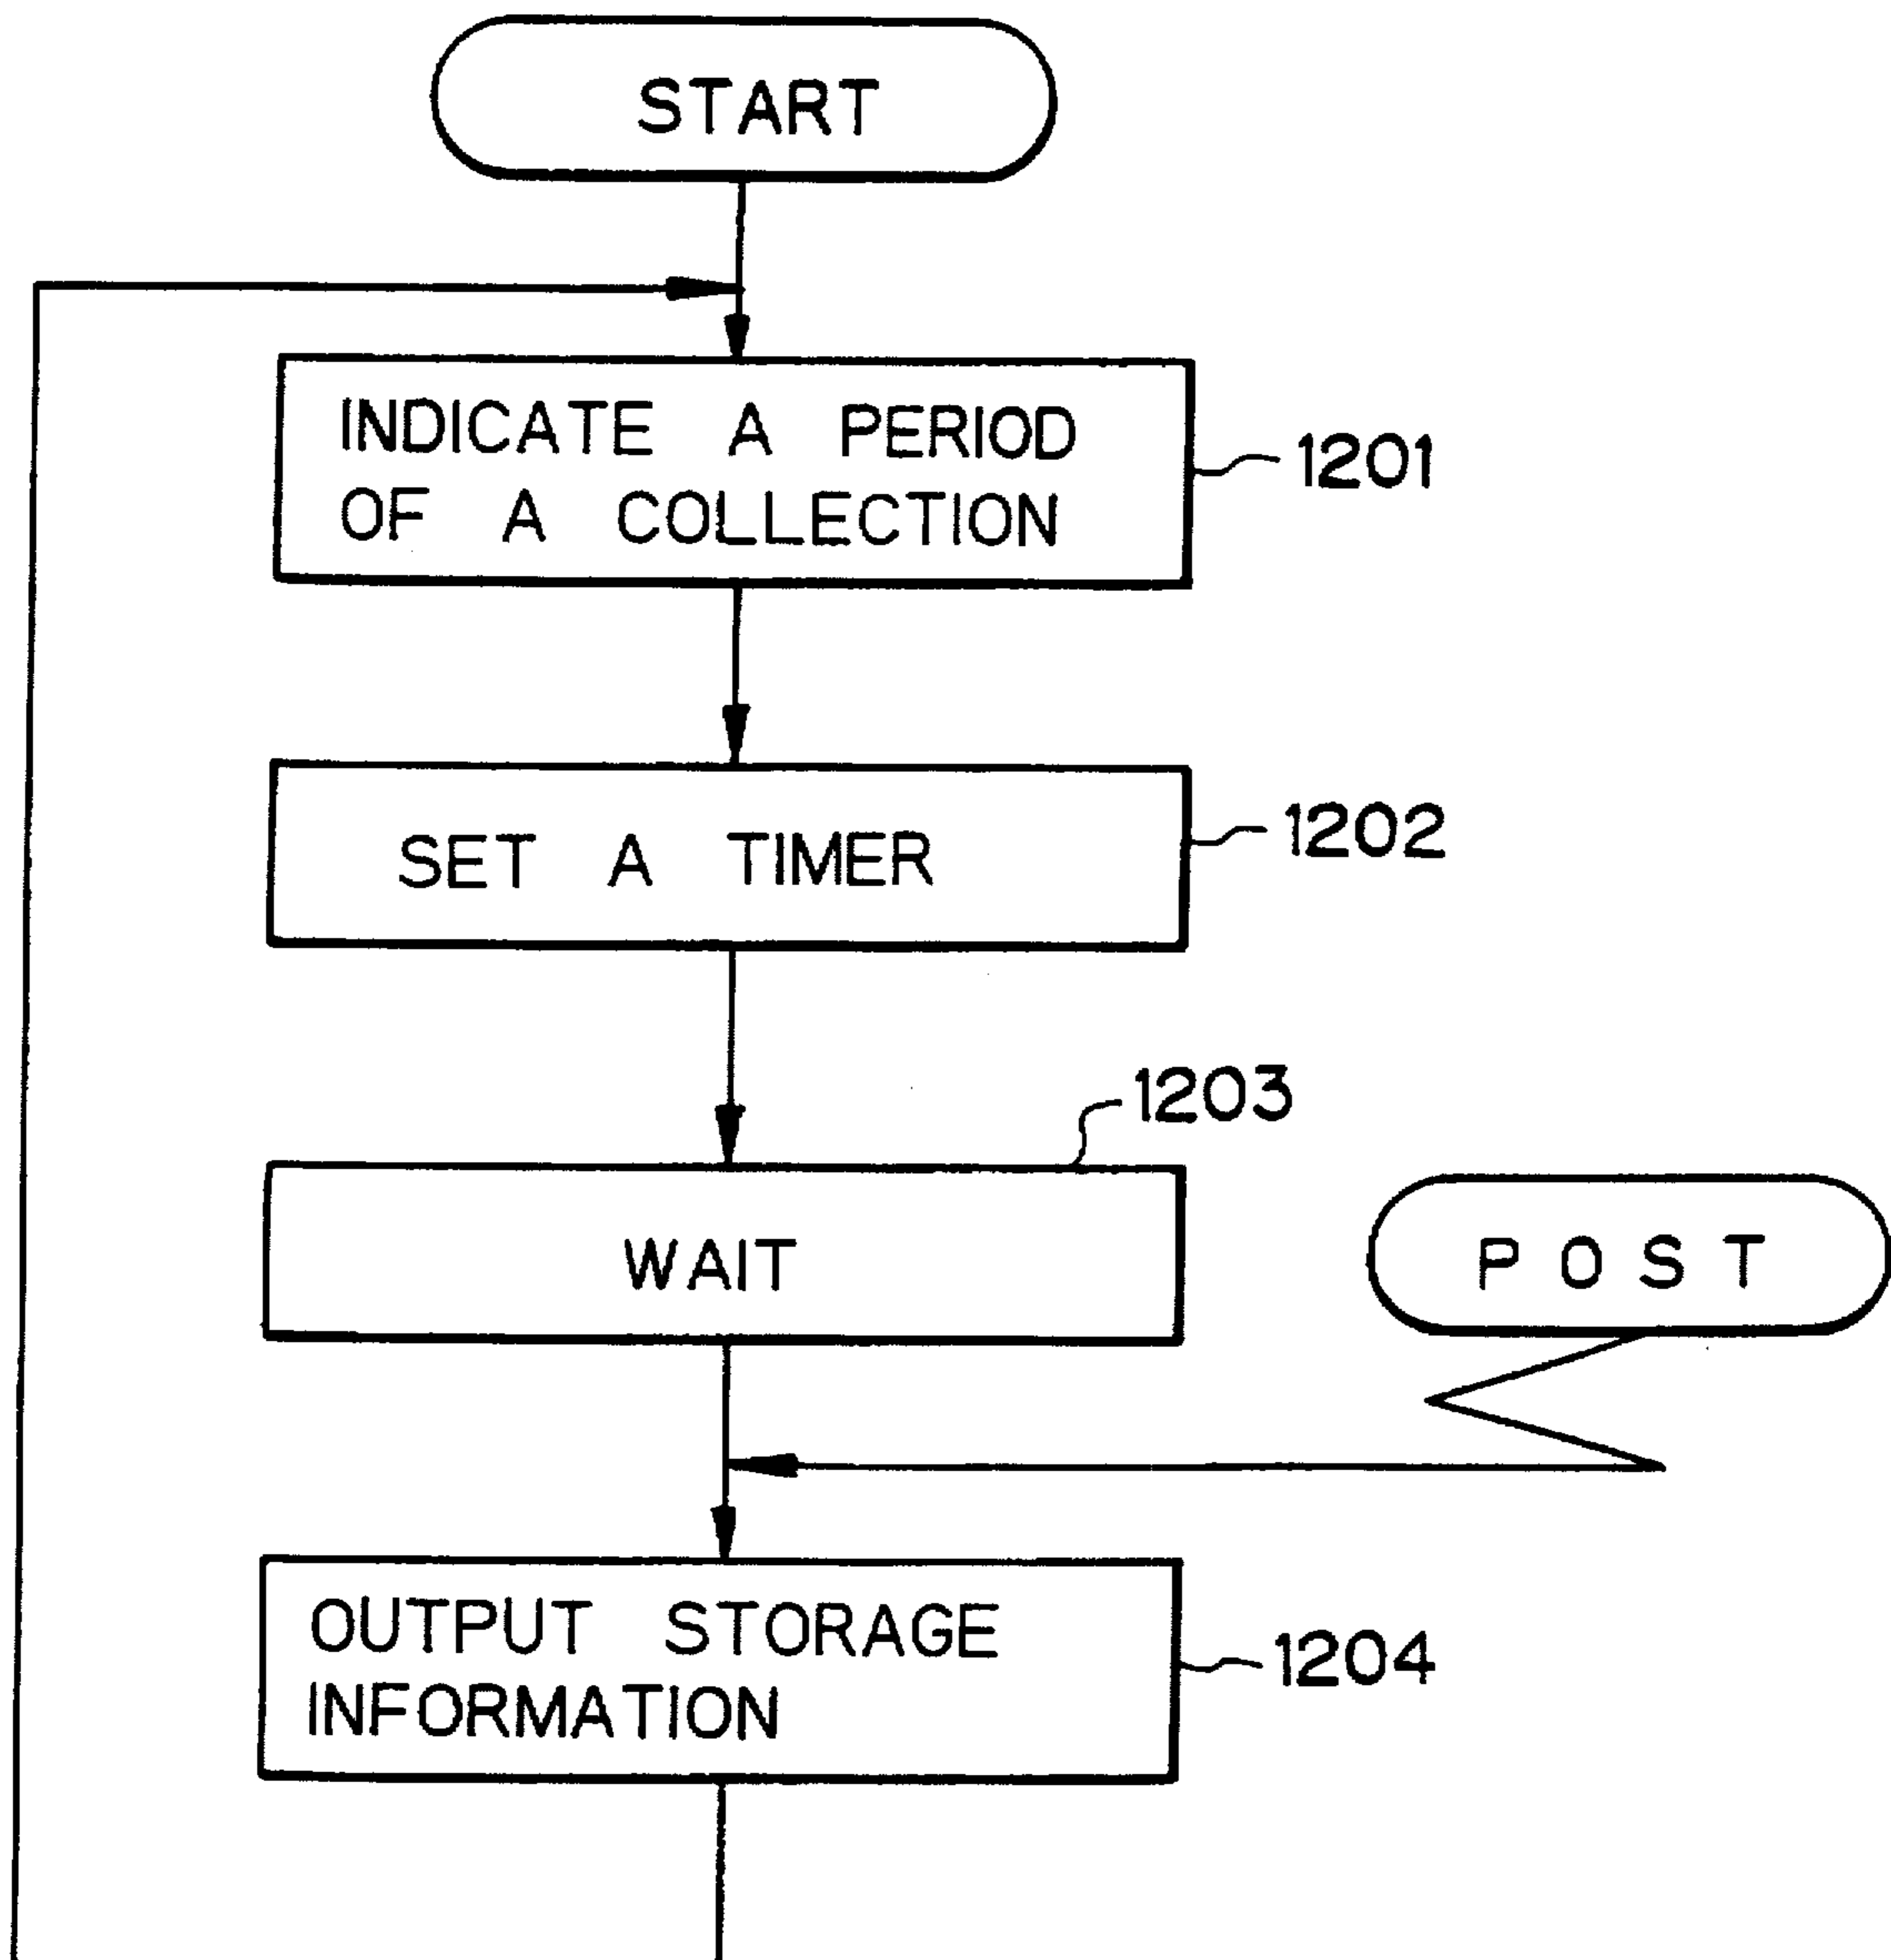 START
INDICATE A PERIOD
OF A COLLECTION
1201
SET A TIMER
1202
1203
WAIT
POST
OUTPUT STORAGE
INFORMATION
1204